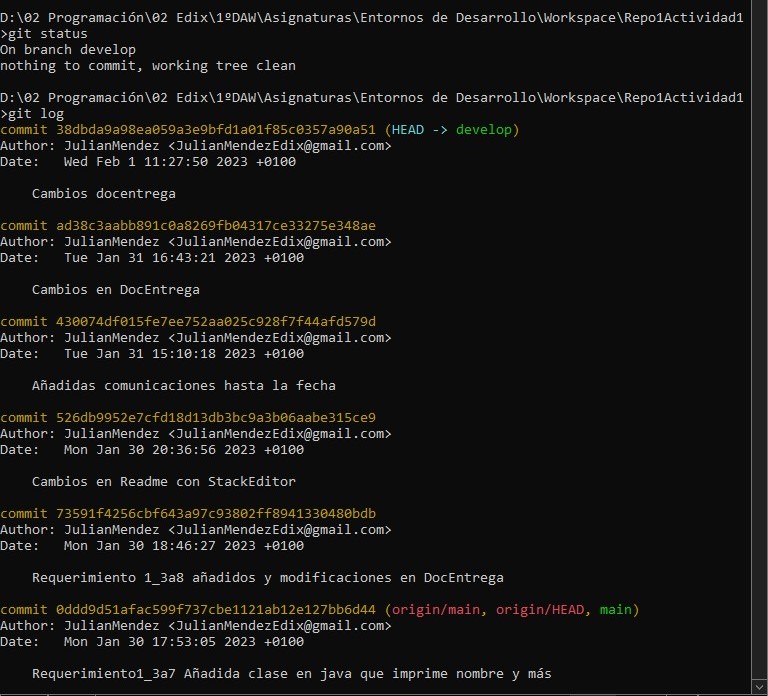 D:\02 Programación\02 Edix\1ºDAW\Asignaturas\Entornos de Desarrollo\Workspace\Repo1Actividad1
>git status
On branch develop
nothing to commit, working tree clean
D:\02 Programación\02 Edix\1ºDAW\Asignaturas\Entornos de Desarrollo\Workspace\Repo1Actividad1
>git log
commit 38dbda9a98ea059a3e9bfd1a01f85c0357a90a51 (HEAD -> develop)
Author: JulianMendez <JulianMendezEdix@gmail.com>
Date:   Wed Feb 1 11:27:50 2023 +0100
Cambios docentrega
commit ad38c3aabb891c0a8269fb04317ce33275e348ae
Author: JulianMendez <JulianMendezEdix@gmail.com>
Date:   Tue Jan 31 16:43:21 2023 +0100
Cambios en DocEntrega
commit 430074df015fe7ee752aa025c928f7f44afd579d
Author: JulianMendez <JulianMendezEdix@gmail.com>
Date:   Tue Jan 31 15:10:18 2023 +0100
Añadidas comunicaciones hasta la fecha
commit 526db9952e7cfd18d13db3bc9a3b06aabe315ce9
Author: JulianMendez <JulianMendezEdix@gmail.com>
Date:   Mon Jan 30 20:36:56 2023 +0100
Cambios en Readme con StackEditor
commit 73591f4256cbf643a97c93802ff8941330480bdb
Author: JulianMendez <JulianMendezEdix@gmail.com>
Date:   Mon Jan 30 18:46:27 2023 +0100
Requerimiento 1_3a8 añadidos y modificaciones en DocEntrega
commit 0ddd9d51afac599f737cbe1121ab12e127bb6d44 (origin/main, origin/HEAD, main)
Author: JulianMendez <JulianMendezEdix@gmail.com>
Date:   Mon Jan 30 17:53:05 2023 +0100
Requerimiento1_3a7 Añadida clase en java que imprime nombre y más